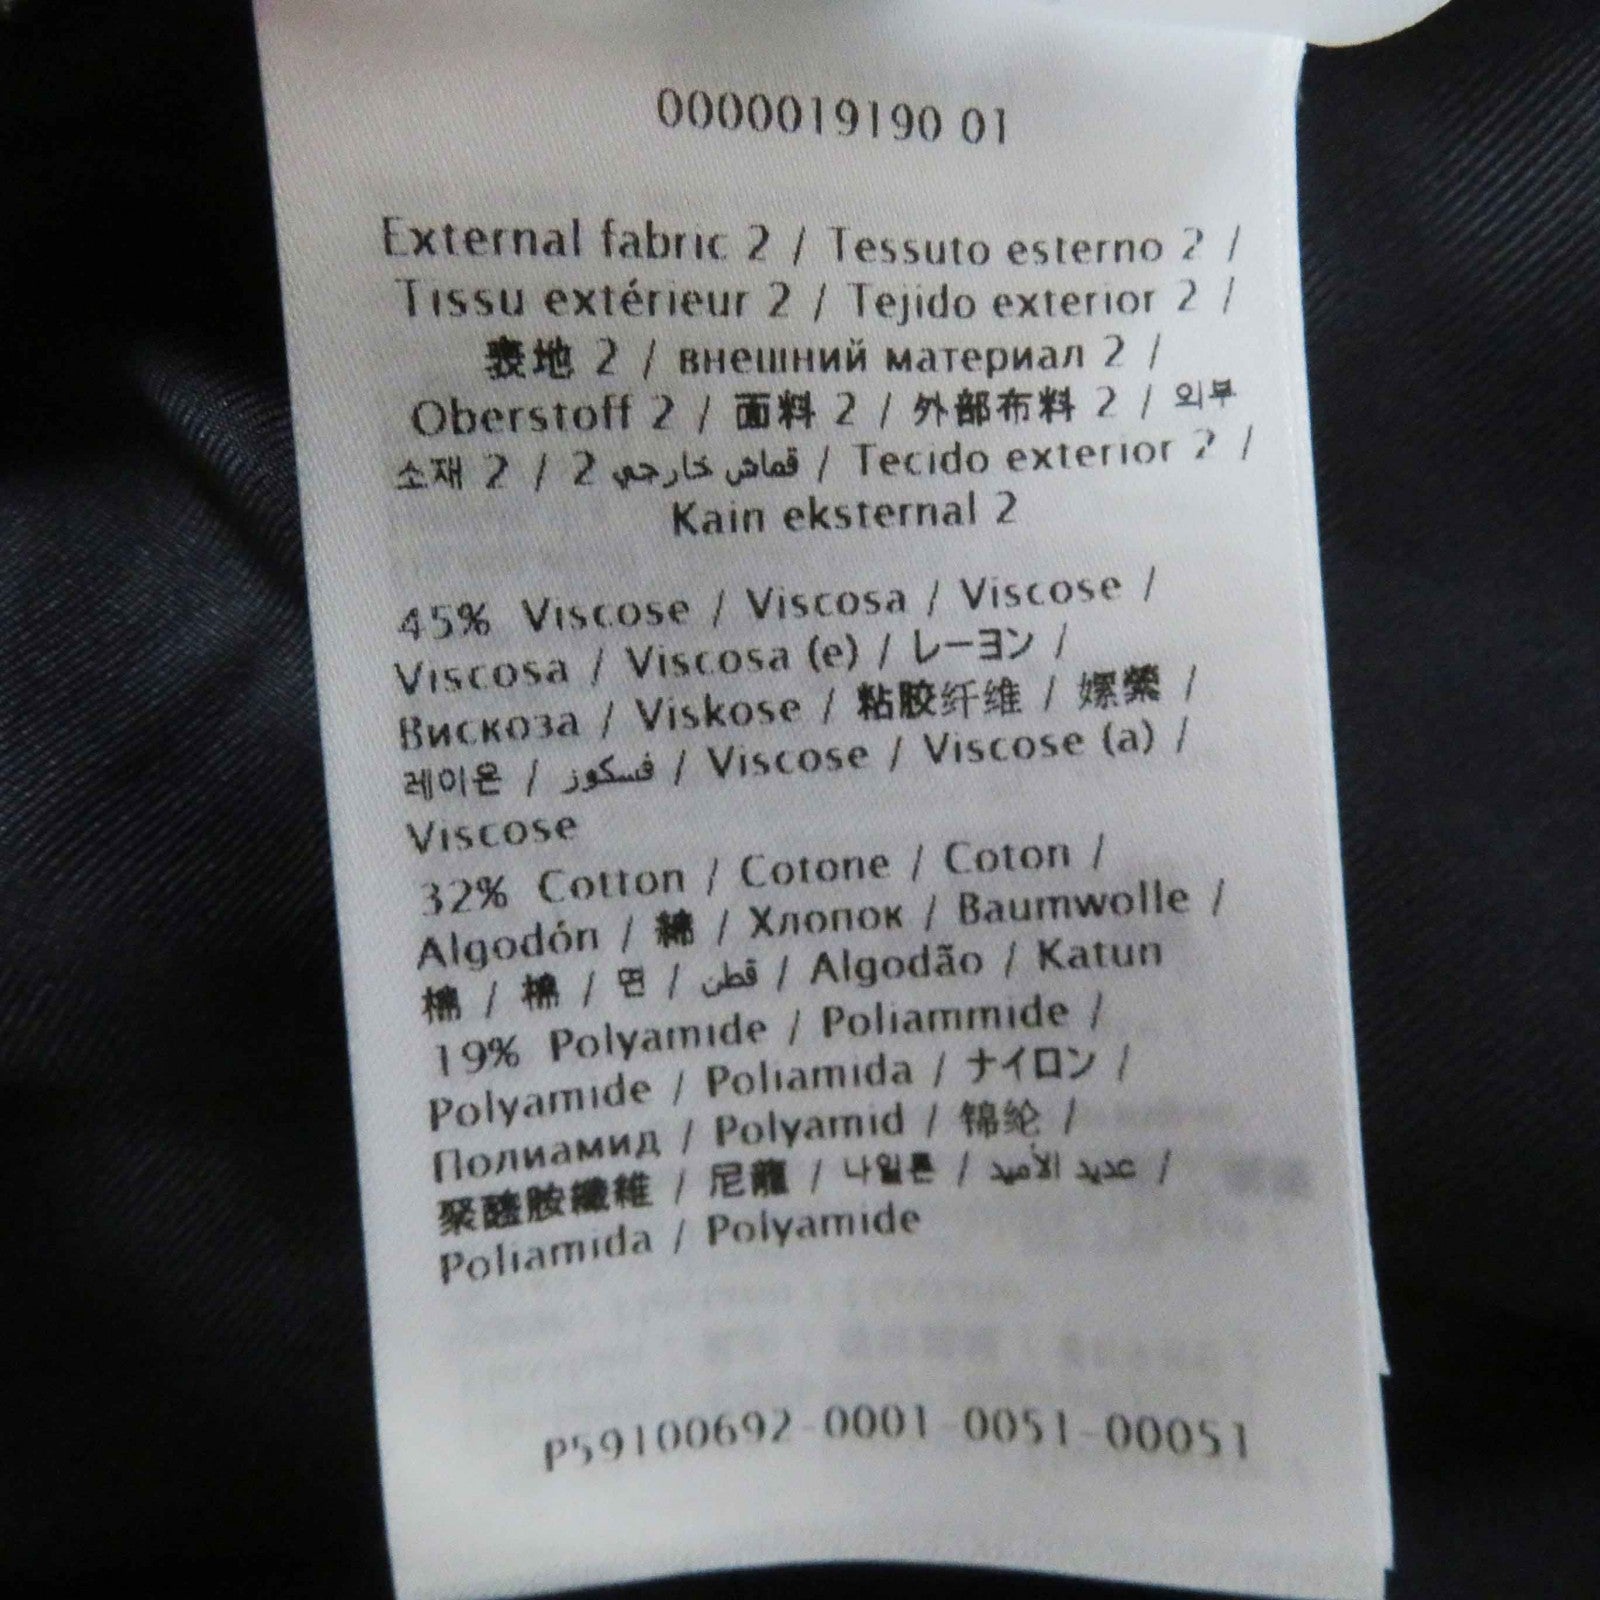 0000019190 01
External fabric 2 / Tessuto esterno 2 /
Tissu extérieur 2 / Tejido exterior 2 /
表地 2 / внешний материал 2 /
Oberstoff 2 / 面料 2 / 外部布料 2 / 외부
소재 2 / قماش خارجي 2 / Tecido exterior 2 /
Kain eksternal 2
45% Viscose / Viscosa / Viscose /
Viscosa / Viscosa (e) / レーヨン /
Вискоза / Viskose / 粘胶纤维 / 嫘縈 /
레이온 / فسكوز / Viscose / Viscose (a) /
Viscose
32% Cotton / Cotone / Coton /
Algodón / 綿 / Хлопок / Baumwolle /
棉 / 棉 / 면 / قطن / Algodão / Katun
19% Polyamide / Poliammide /
Polyamide / Poliamida / ナイロン /
Полиамид / Polyamid / 锦纶 /
聚醯胺纖維 / 尼龍 / 나일론 / عديد الأميد /
Poliamida / Polyamide
P59100692-0001-0051-00051